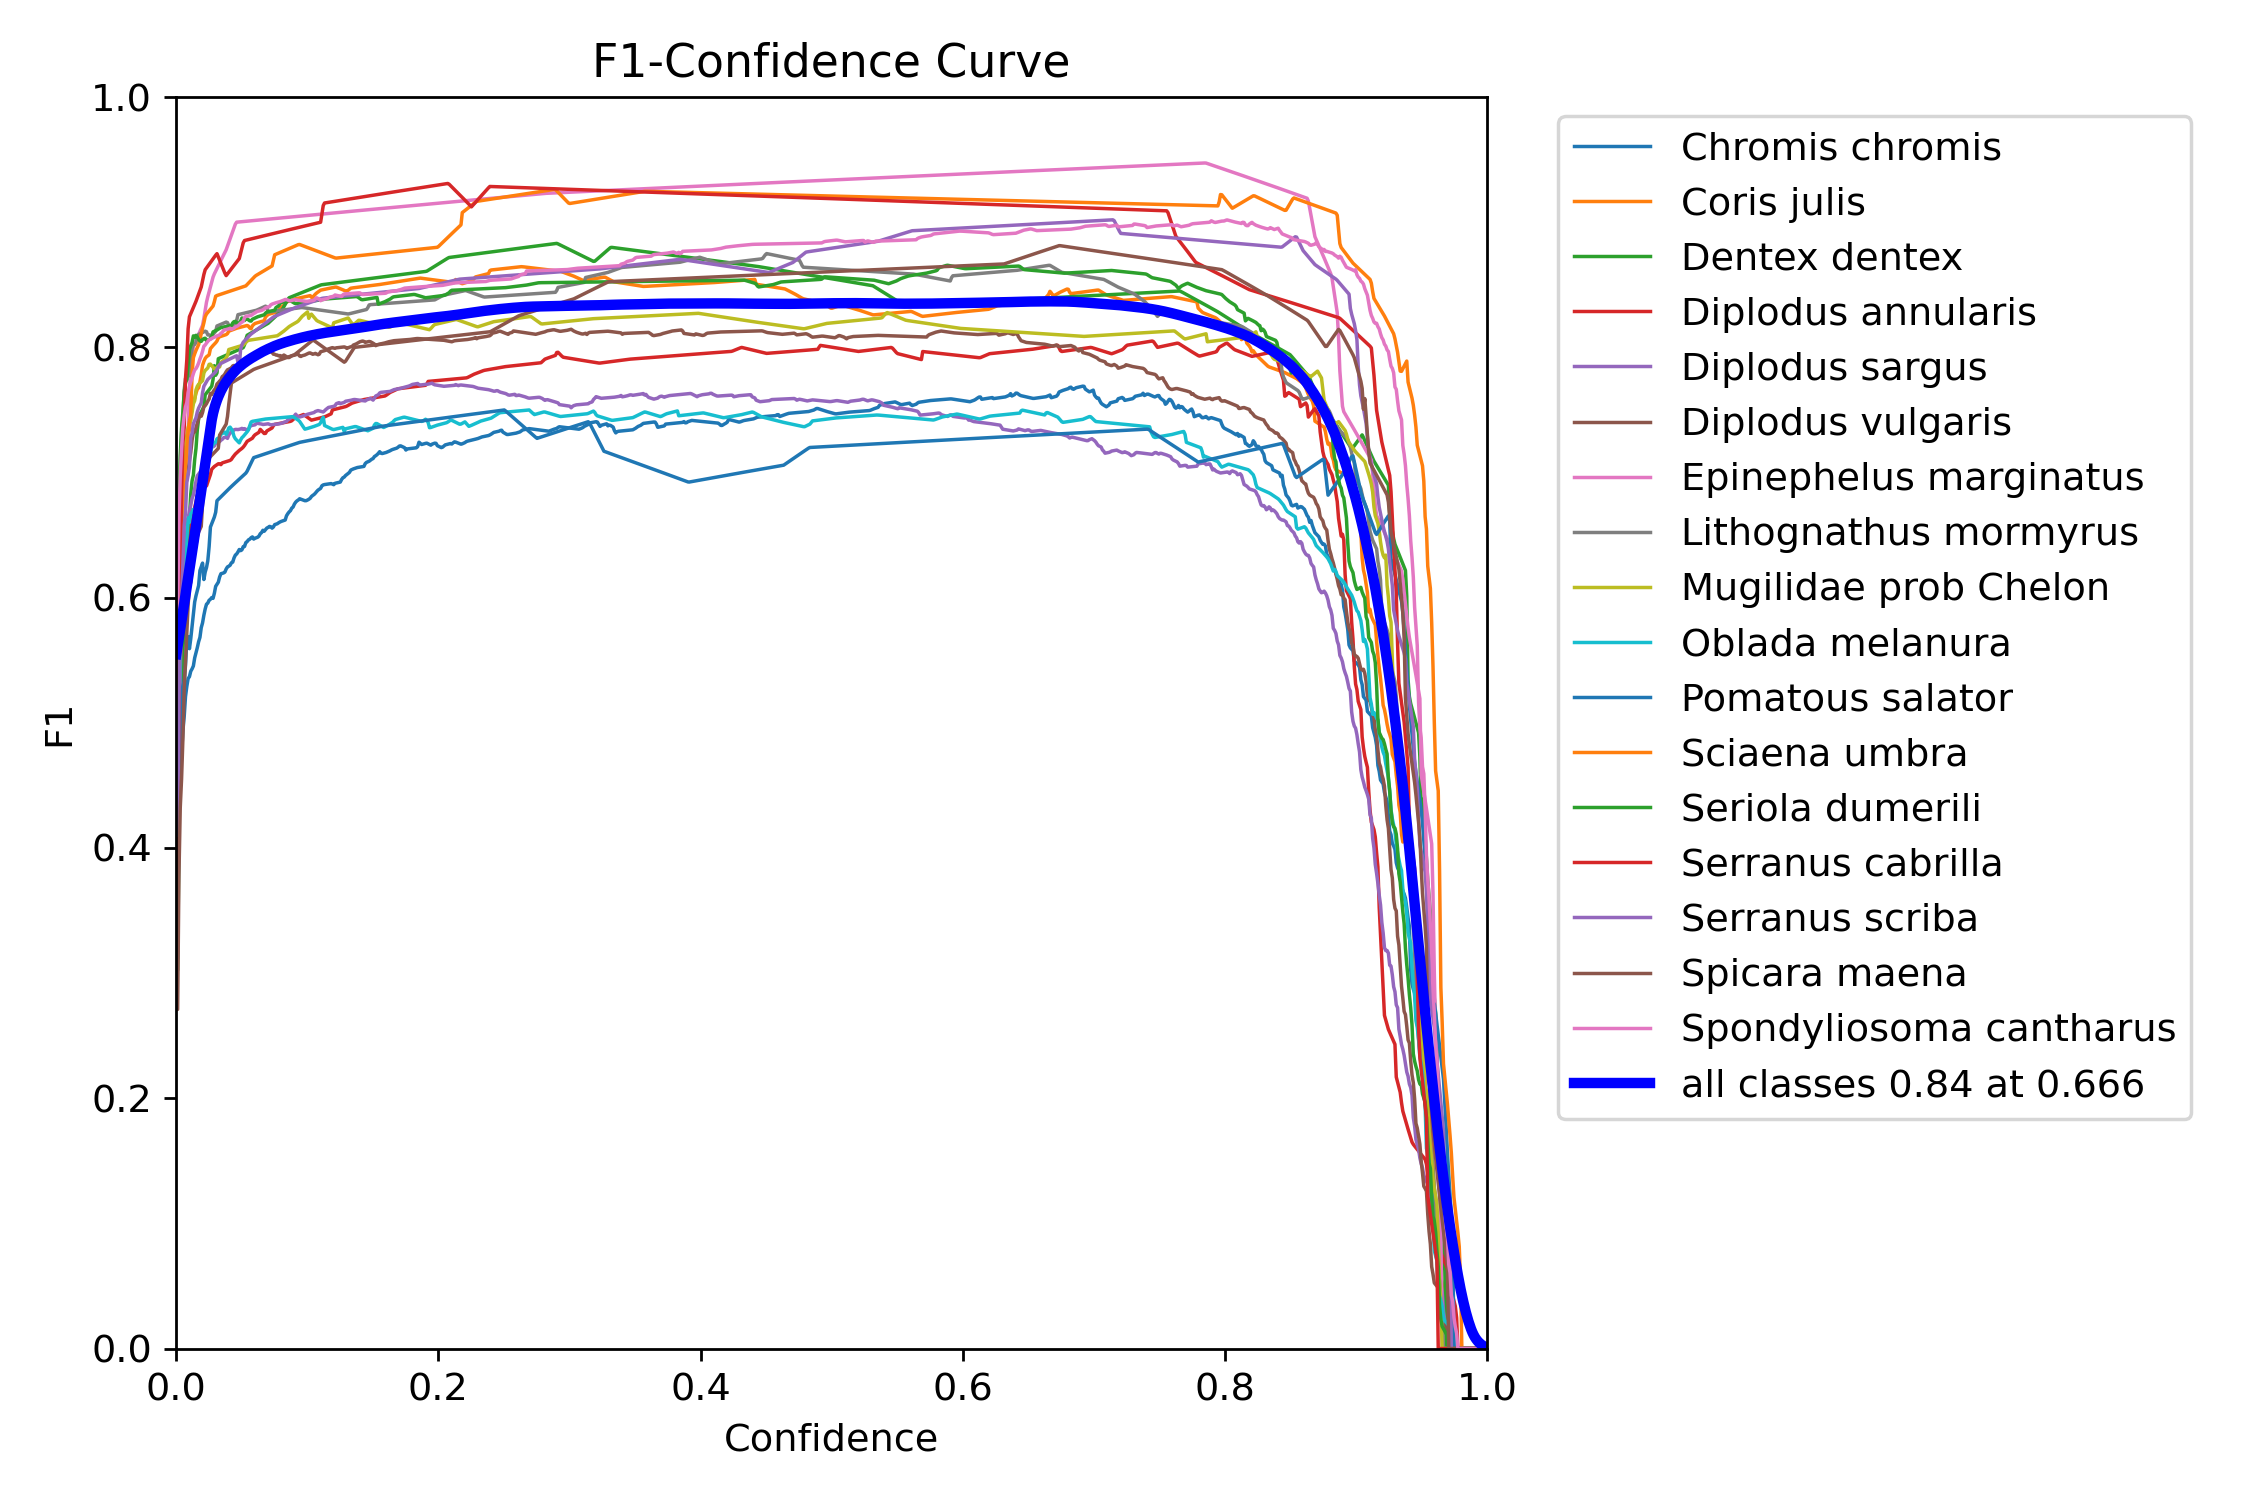 F1-Confidence Curve
1.0
0.8
0.6
0.4
0.2
0.0
F1
0.0 0.2 0.4 0.6 0.8 1.0
Confidence
Chromis chromis
Coris julis
Dentex dentex
Diplodus annularis
Diplodus sargus
Diplodus vulgaris
Epinephelus marginatus
Lithognathus mormyrus
Mugilidae prob Chelon
Oblada melanura
Pomatous salator
Sciaena umbra
Seriola dumerili
Serranus cabrilla
Serranus scriba
Spicara maena
Spondyliosoma cantharus
all classes 0.84 at 0.666